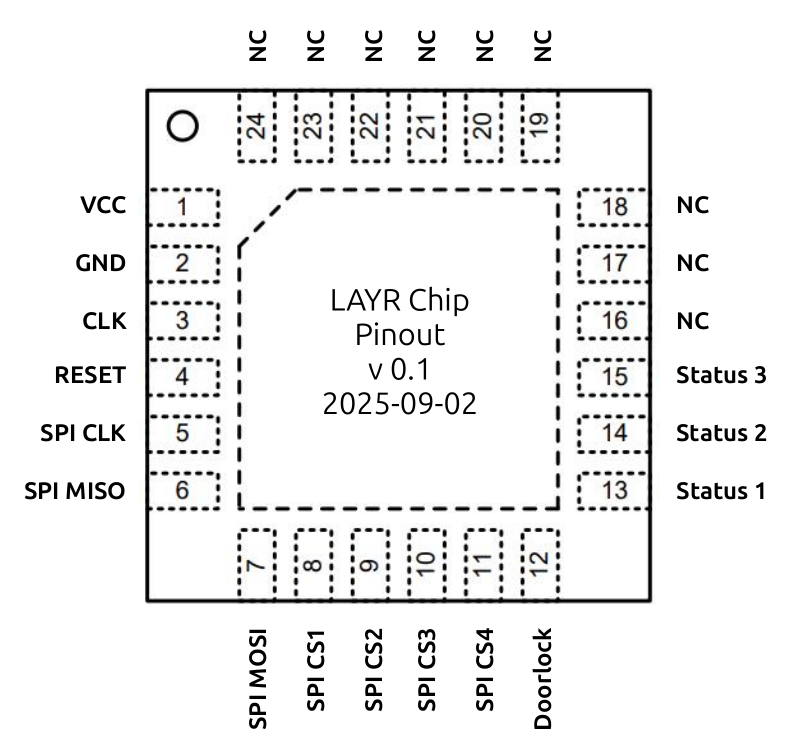 NC NC NC NC NC NC
24 23 22 21 20 19
VCC 1 18 NC
GND 2 17 NC
CLK 3 16 NC
RESET 4 15 Status 3
SPI CLK 5 14 Status 2
SPI MISO 6 13 Status 1
LAYR Chip
Pinout
v 0.1
2025-09-02
7 8 9 10 11 12
SPI MOSI SPI CS1 SPI CS2 SPI CS3 SPI CS4 Doorlock